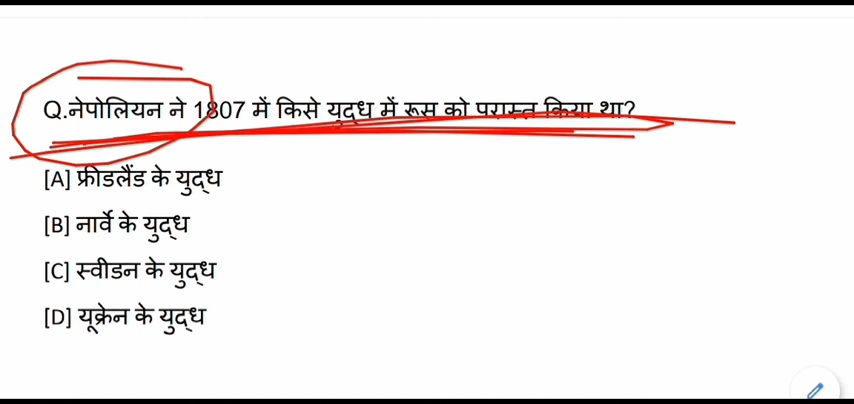 Q.नेपोलियन ने 1807 में किसे युद्ध में रूस को परास्त किया था?
[A] फ्रीडलैंड के युद्ध
[B] नार्वे के युद्ध
[C] स्वीडन के युद्ध
[D] यूक्रेन के युद्ध